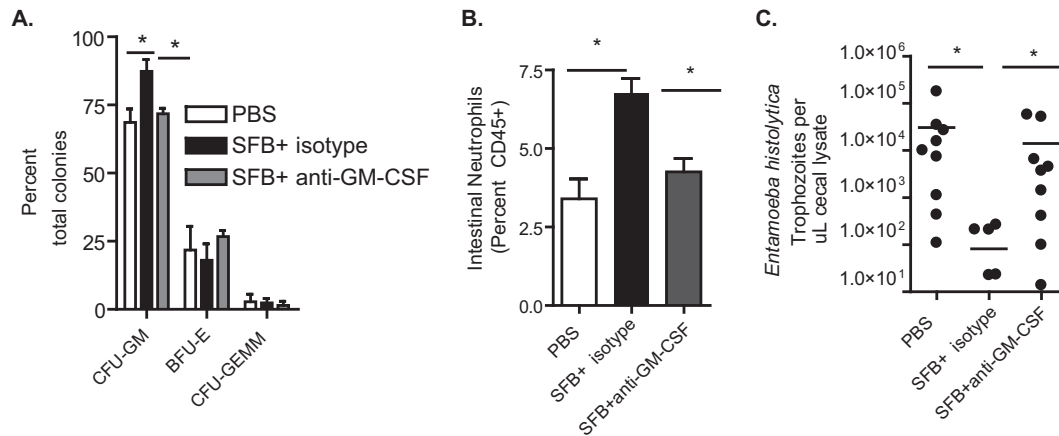 A.
*
*
100
75
50
25
0
Percent
total colonies
PBS
SFB+ isotype
SFB+ anti-GM-CSF
CFU-GM
BFU-E
CFU-GEMM
B.
*
*
7.5
5.0
2.5
0.0
Intestinal Neutrophils
(Percent CD45+)
PBS
SFB+ isotype
SFB+anti-GM-CSF
C.
*
*
1.0×10⁶
1.0×10⁵
1.0×10⁴
1.0×10³
1.0×10²
1.0×10¹
Entamoeba histolytica
Trophozoites per
uL cecal lysate
PBS
SFB+ isotype
SFB+anti-GM-CSF